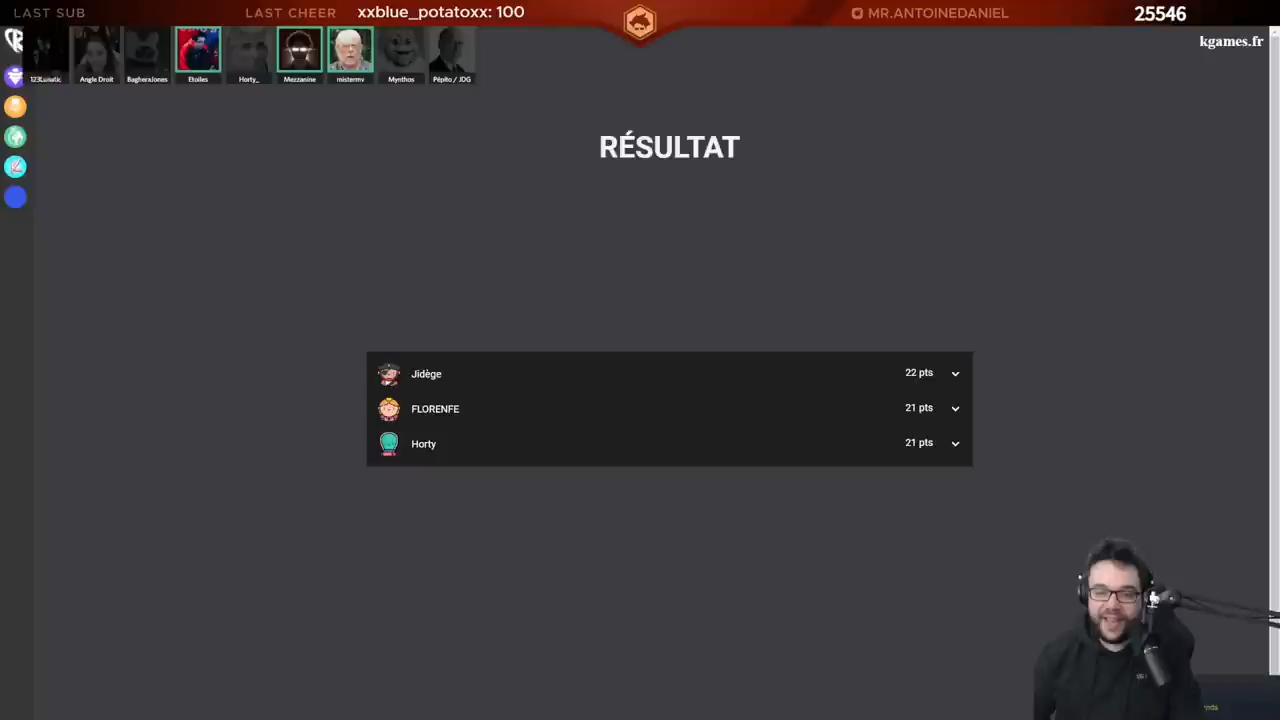 LAST SUB LAST CHEER xxblue_potatoxx: 100 MR.ANTOINEDANIEL 25546
kgames.fr
123Lunatic Angle Droit BagheraJones Etoiles Horty_ Mezzanine mistermv Mynthos Pépito / JDG
RÉSULTAT
Jidège 22 pts
FLORENFE 21 pts
Horty 21 pts